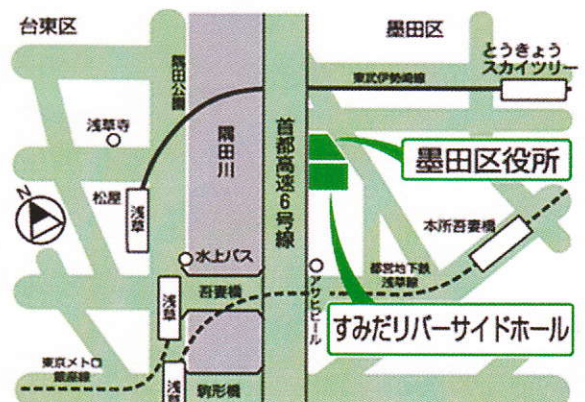 台東区
墨田区
とうきょう
スカイツリー
東武伊勢崎線
隅田公園
浅草寺
隅田川
首都高速6号線
墨田区役所
松屋
浅草
N
本所吾妻橋
水上バス
都営地下鉄
浅草線
アサヒビール
吾妻橋
浅草
すみだリバーサイドホール
東京メトロ
銀座線
浅草
駒形橋